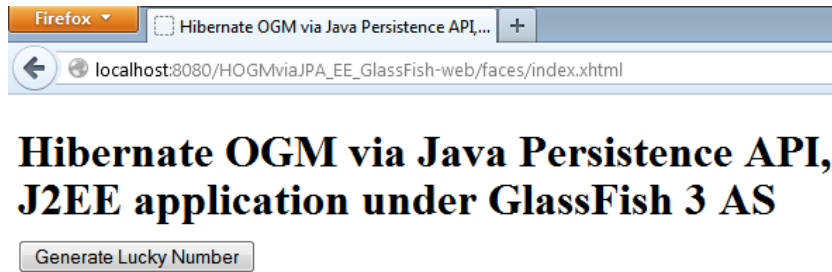 Firefox
Hibernate OGM via Java Persistence API,...
localhost:8080/HOGMviaJPA_EE_GlassFish-web/faces/index.xhtml
Hibernate OGM via Java Persistence API,
J2EE application under GlassFish 3 AS
Generate Lucky Number